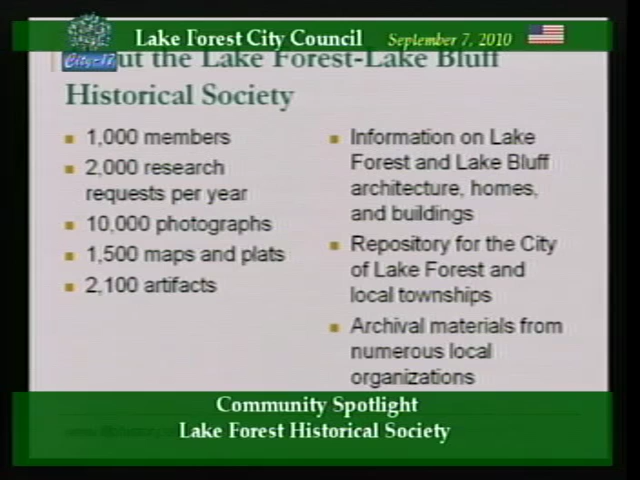 Lake Forest City Council September 7, 2010
City-17
ut the Lake Forest-Lake Bluff
Historical Society
1,000 members
2,000 research
requests per year
10,000 photographs
1,500 maps and plats
2,100 artifacts
Information on Lake
Forest and Lake Bluff
architecture, homes,
and buildings
Repository for the City
of Lake Forest and
local townships
Archival materials from
numerous local
organizations
Community Spotlight
Lake Forest Historical Society